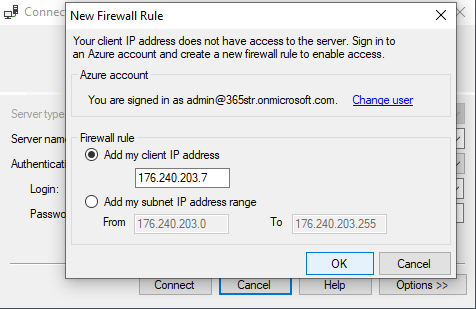 Connec
New Firewall Rule
Your client IP address does not have access to the server. Sign in to
an Azure account and create a new firewall rule to enable access.
Azure account
You are signed in as admin@365str.onmicrosoft.com. Change user
Server type
Server name
Authenticati
Login:
Passwo
Firewall rule
Add my client IP address
176.240.203.7
Add my subnet IP address range
From 176.240.203.0 To 176.240.203.255
OK Cancel
Connect Cancel Help Options >>